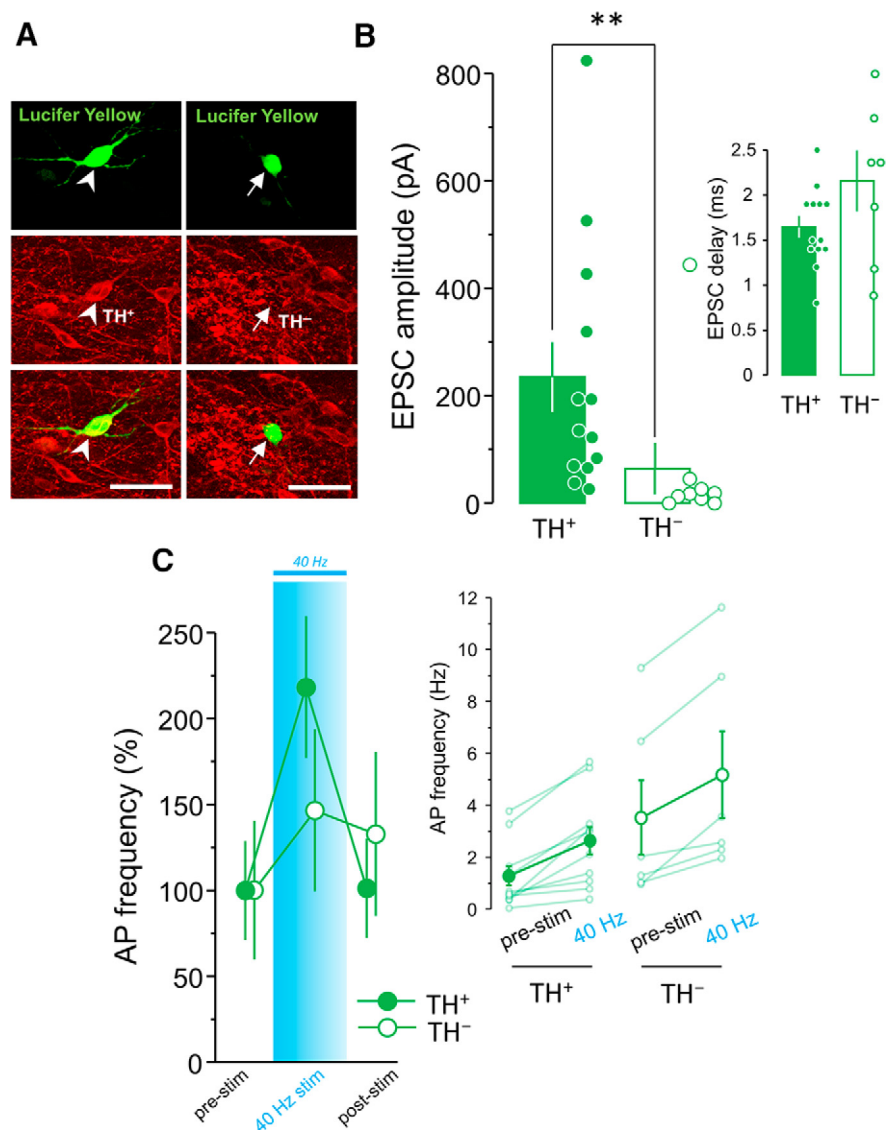 A
Lucifer Yellow
Lucifer Yellow
TH+
TH−
B
**
800
600
400
200
0
EPSC amplitude (pA)
TH+
TH−
2.5
2
1.5
1
0.5
0
EPSC delay (ms)
TH+
TH−
C
40 Hz
250
200
150
100
50
0
AP frequency (%)
TH+
TH−
pre-stim
40 Hz stim
post-stim
12
10
8
6
4
2
0
AP frequency (Hz)
pre-stim
40 Hz
pre-stim
40 Hz
TH+
TH−